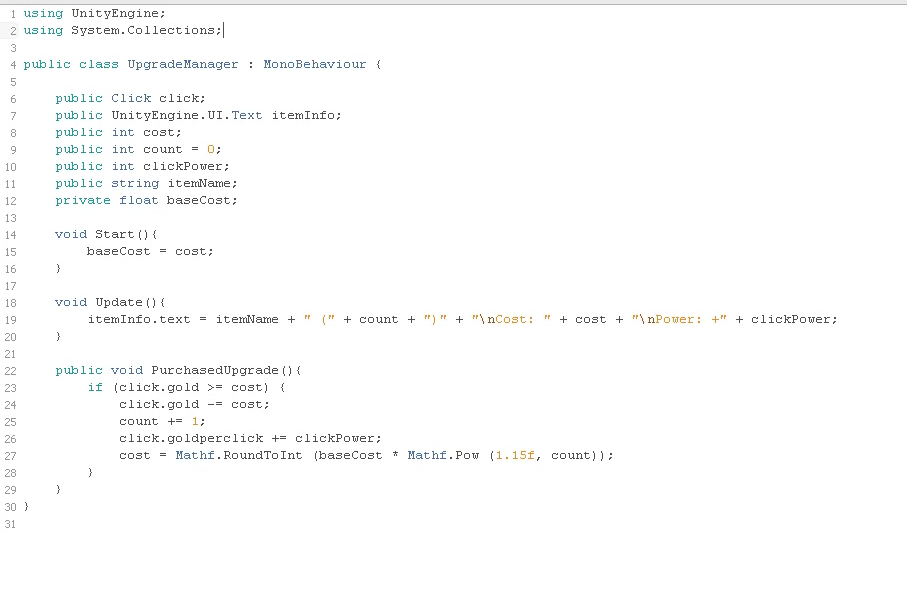 1 using UnityEngine;
2 using System.Collections;
3
4 public class UpgradeManager : MonoBehaviour {
5
6     public Click click;
7     public UnityEngine.UI.Text itemInfo;
8     public int cost;
9     public int count = 0;
10     public int clickPower;
11     public string itemName;
12     private float baseCost;
13
14     void Start(){
15         baseCost = cost;
16     }
17
18     void Update(){
19         itemInfo.text = itemName + " (" + count + ")" + "\nCost: " + cost + "\nPower: +" + clickPower;
20     }
21
22     public void PurchasedUpgrade(){
23         if (click.gold >= cost) {
24             click.gold -= cost;
25             count += 1;
26             click.goldperclick += clickPower;
27             cost = Mathf.RoundToInt (baseCost * Mathf.Pow (1.15f, count));
28         }
29     }
30 }
31